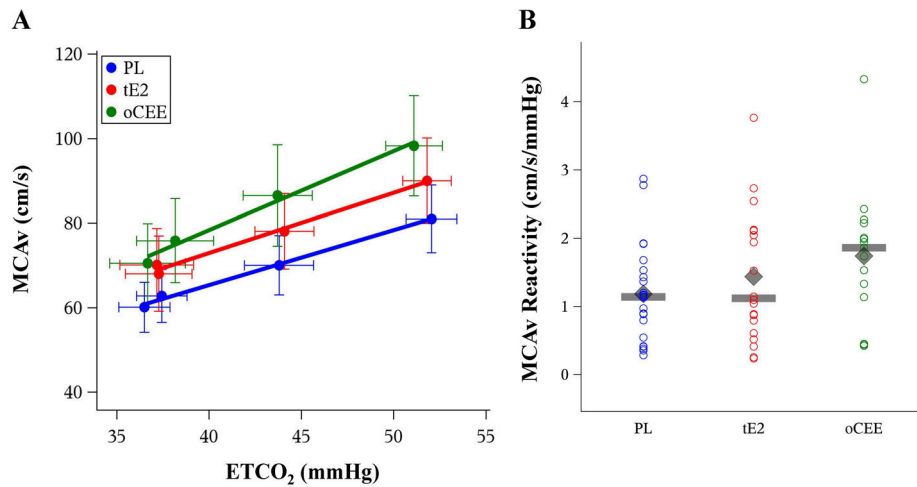 A
120
100
80
60
40
MCAv (cm/s)
PL
tE2
oCEE
35
40
45
50
55
ETCO₂ (mmHg)
B
4
3
2
1
0
MCAv Reactivity (cm/s/mmHg)
PL
tE2
oCEE